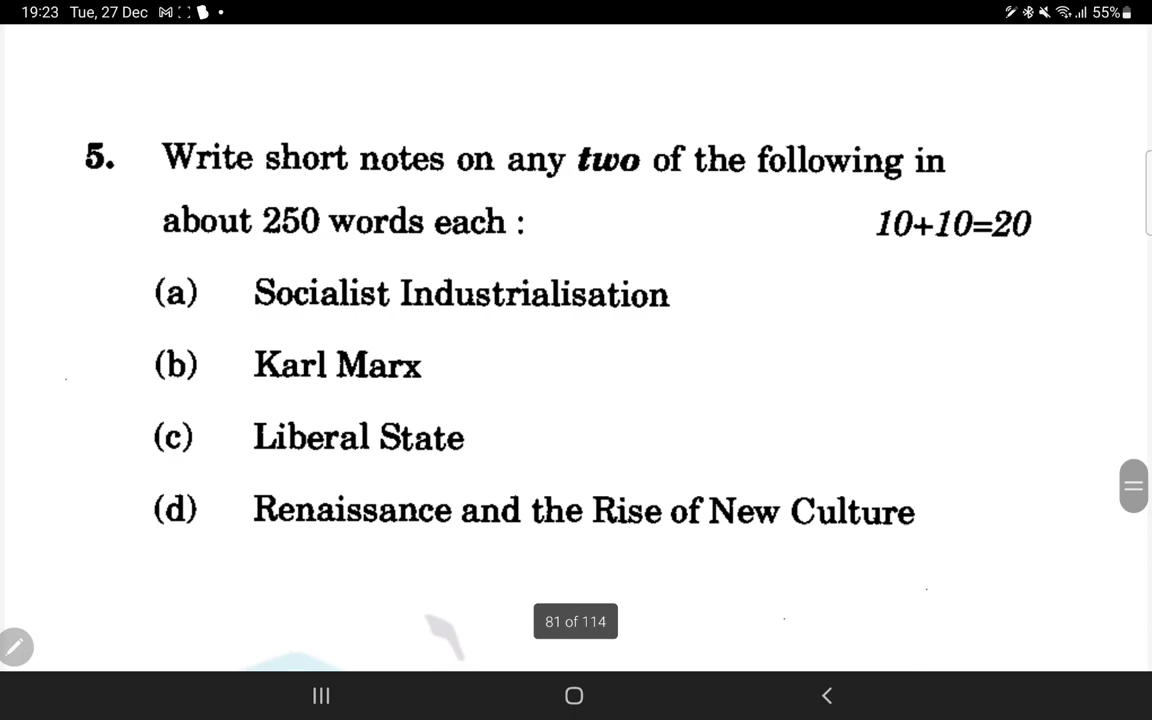 19:23 Tue, 27 Dec
55%
5. Write short notes on any two of the following in
about 250 words each : 10+10=20
(a) Socialist Industrialisation
(b) Karl Marx
(c) Liberal State
(d) Renaissance and the Rise of New Culture
81 of 114